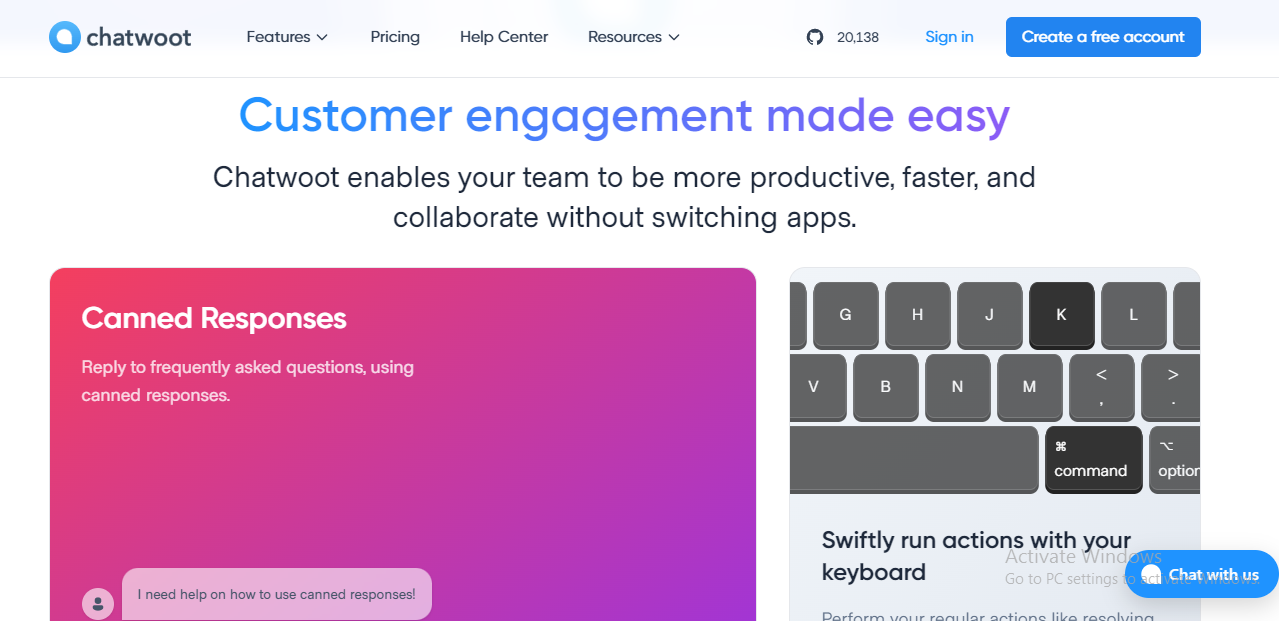 chatwoot Features Pricing Help Center Resources 20,138 Sign in Create a free account
Customer engagement made easy
Chatwoot enables your team to be more productive, faster, and
collaborate without switching apps.
Canned Responses
Reply to frequently asked questions, using
canned responses.
I need help on how to use canned responses!
G H J K L
V B N M < , > .
⌘ ⌥
command option
Swiftly run actions with your
keyboard
Perform your regular actions like resolving
Activate Windows
Go to PC settings to activate Windows.
Chat with us